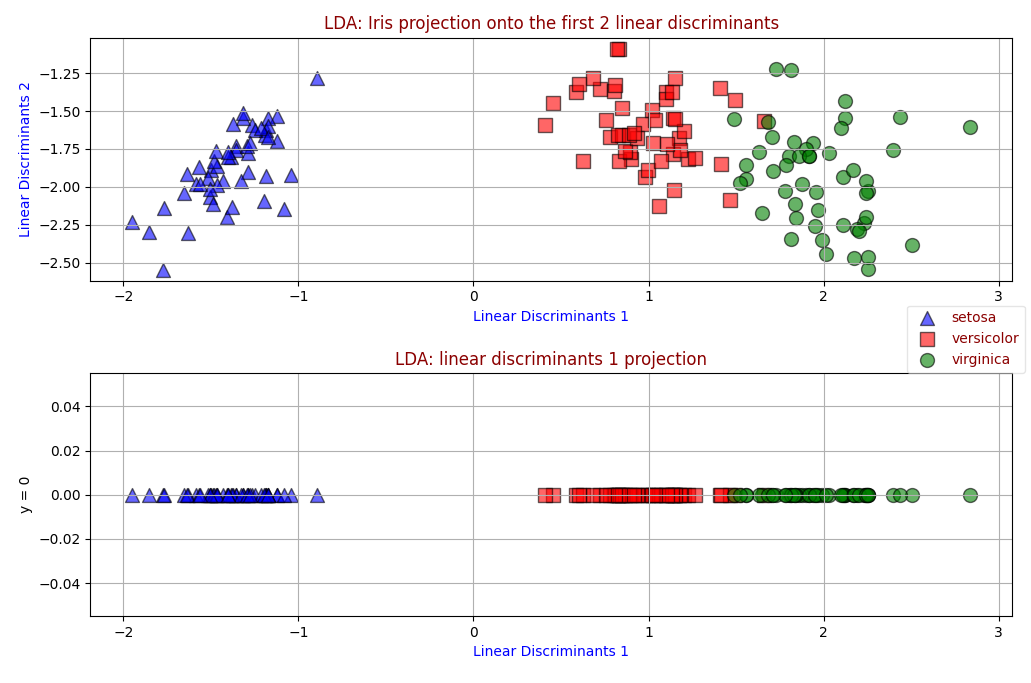 LDA: Iris projection onto the first 2 linear discriminants
Linear Discriminants 2
−1.25
−1.50
−1.75
−2.00
−2.25
−2.50
−2 −1 0 1 2 3
Linear Discriminants 1
setosa
versicolor
virginica
LDA: linear discriminants 1 projection
y = 0
0.04
0.02
0.00
−0.02
−0.04
−2 −1 0 1 2 3
Linear Discriminants 1